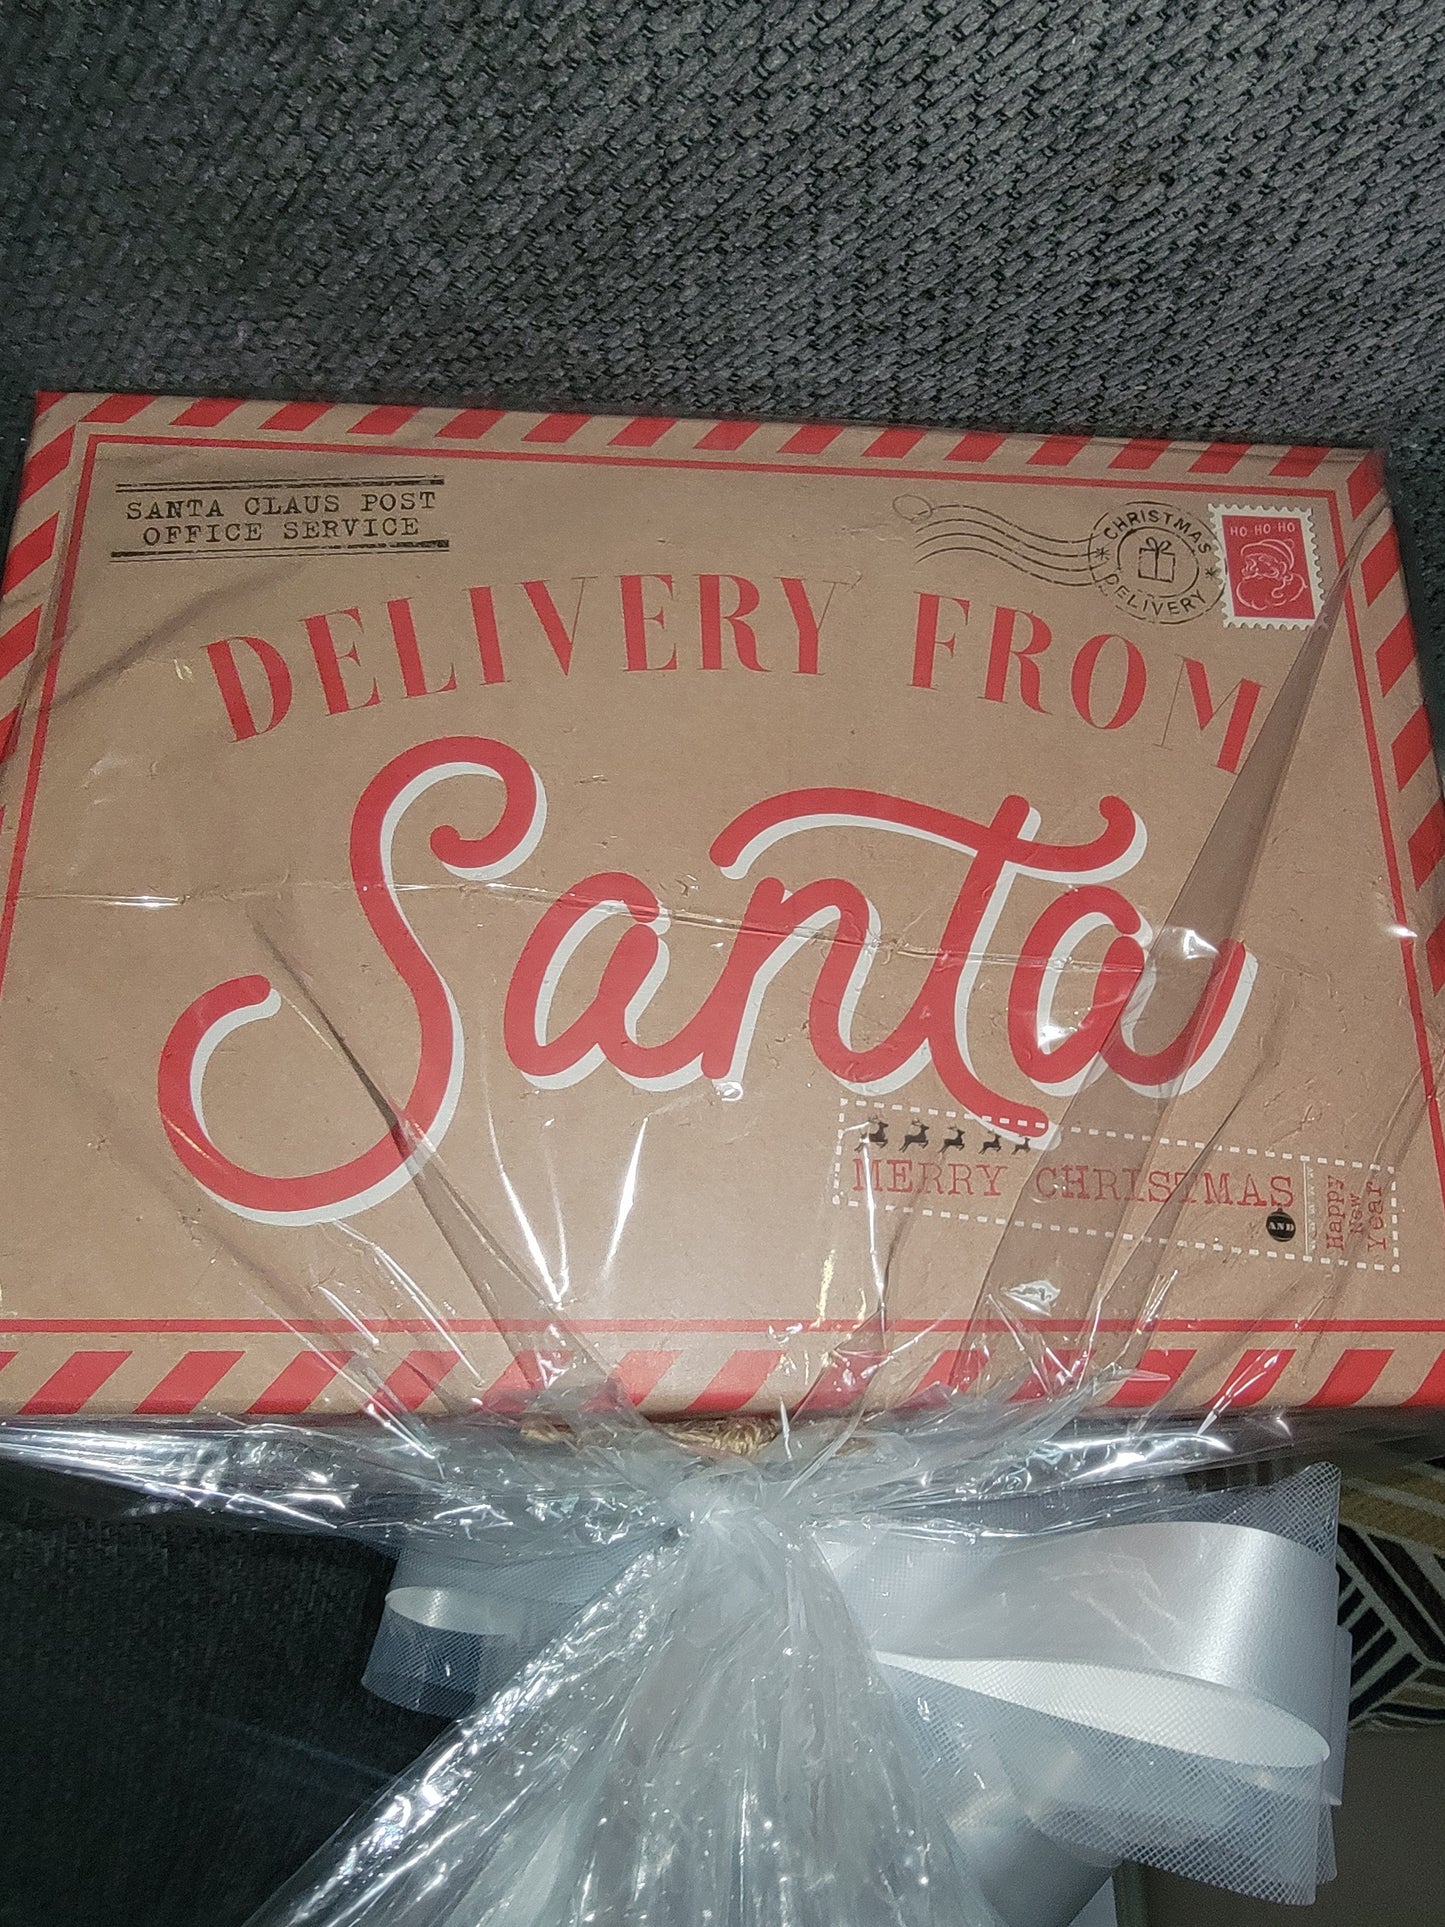 SANTA CLAUS POST
OFFICE SERVICE
CHRISTMAS
DELIVERY
HO·HO·HO
DELIVERY FROM
Santa
MERRY CHRISTMAS
AND
Happy
New
Year